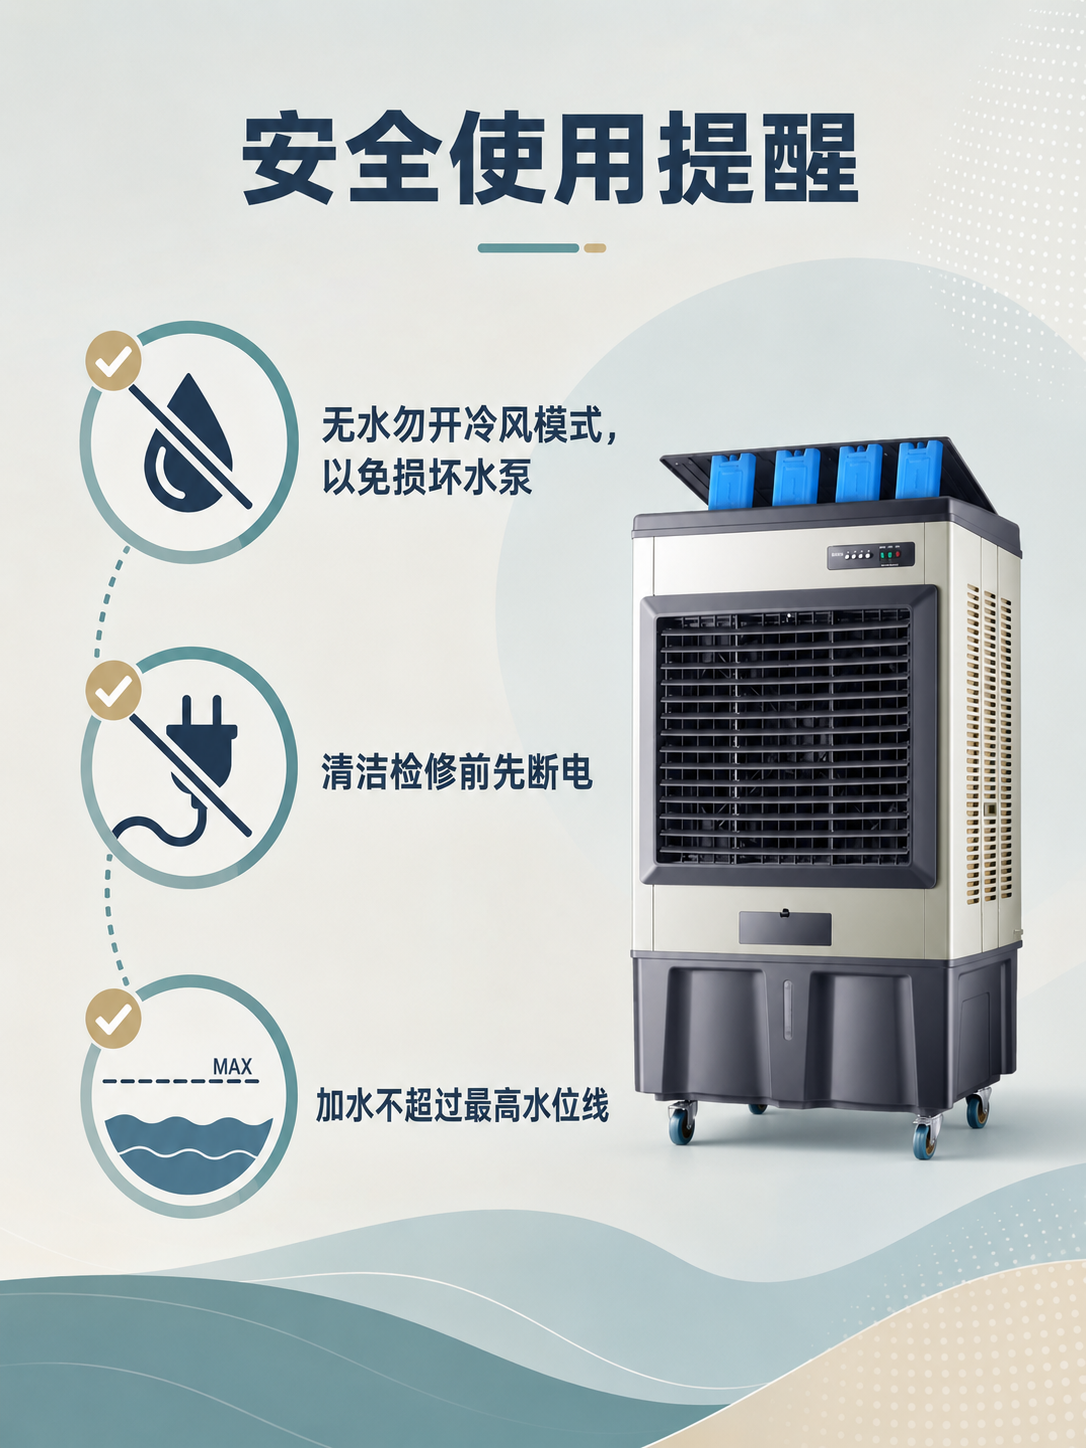 安全使用提醒
无水勿开冷风模式，
以免损坏水泵
清洁检修前先断电
MAX
加水不超过最高水位线